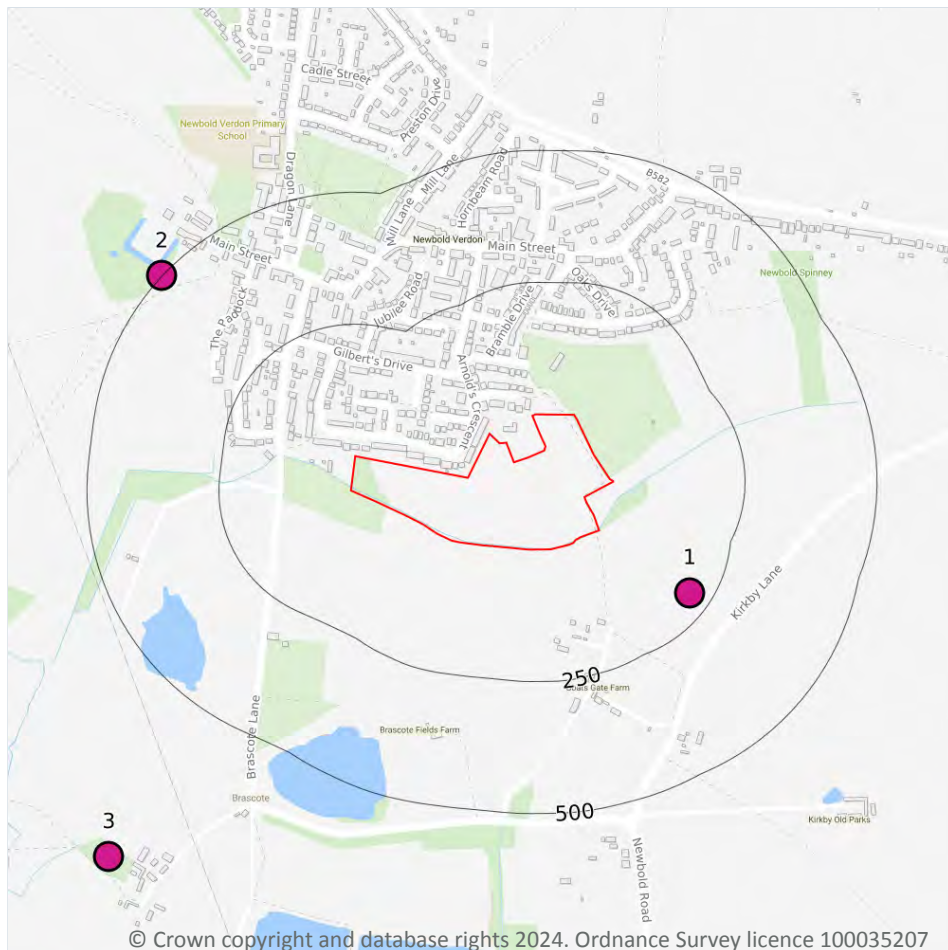 Cadle Street
Preston Drive
Newbold Verdon Primary
School
Dragon Lane
Mill Lane
Hornbeam Road
B582
Mill Lane
Newbold Verdon
Main Street
Main Street
2
Newbold Spinney
Oaks Drive
The Paddock
Jubilee Road
Bramble Drive
Gilbert's Drive
Arnold's Crescent
1
Kirkby Lane
250
Goats Gate Farm
Brascote Lane
Brascote Fields Farm
Brascote
500
Kirkby Old Parks
3
Newbold Road
© Crown copyright and database rights 2024. Ordnance Survey licence 100035207